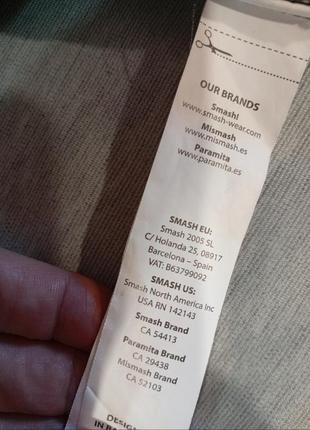 OUR BRANDS
Smash!
www.smash-wear.com
Mismash
www.mismash.es
Paramita
www.paramita.es
SMASH EU:
Smash 2005 SL
C/ Holanda 25, 08917
Barcelona – Spain
VAT: B63799092
SMASH US:
Smash North America Inc
USA RN 142143
Smash Brand
CA 54413
Paramita Brand
CA 29438
Mismash Brand
CA 52103